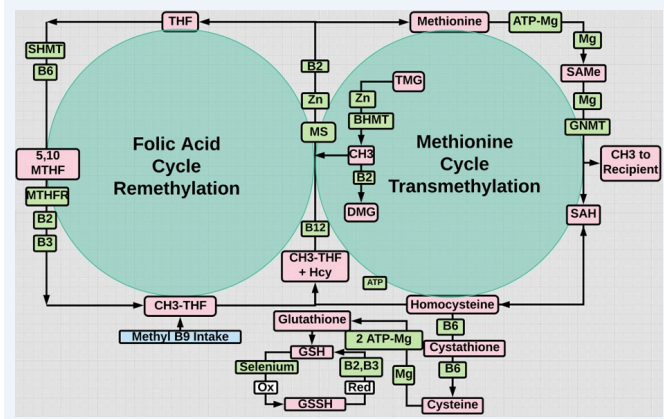 THF
Methionine
ATP-Mg
SHMT
B6
Mg
B2
SAMe
TMG
Zn
Zn
Mg
BHMT
MS
GNMT
Folic Acid
Cycle
Remethylation
Methionine
Cycle
Transmethylation
CH3
5,10
MTHF
CH3 to
Recipient
B2
MTHFR
DMG
SAH
B2
B12
B3
CH3-THF
+ Hcy
ATP
CH3-THF
Homocysteine
Methyl B9 Intake
Glutathione
B6
2 ATP-Mg
Cystathione
GSH
Selenium
B2,B3
Mg
B6
Ox
Red
GSSH
Cysteine